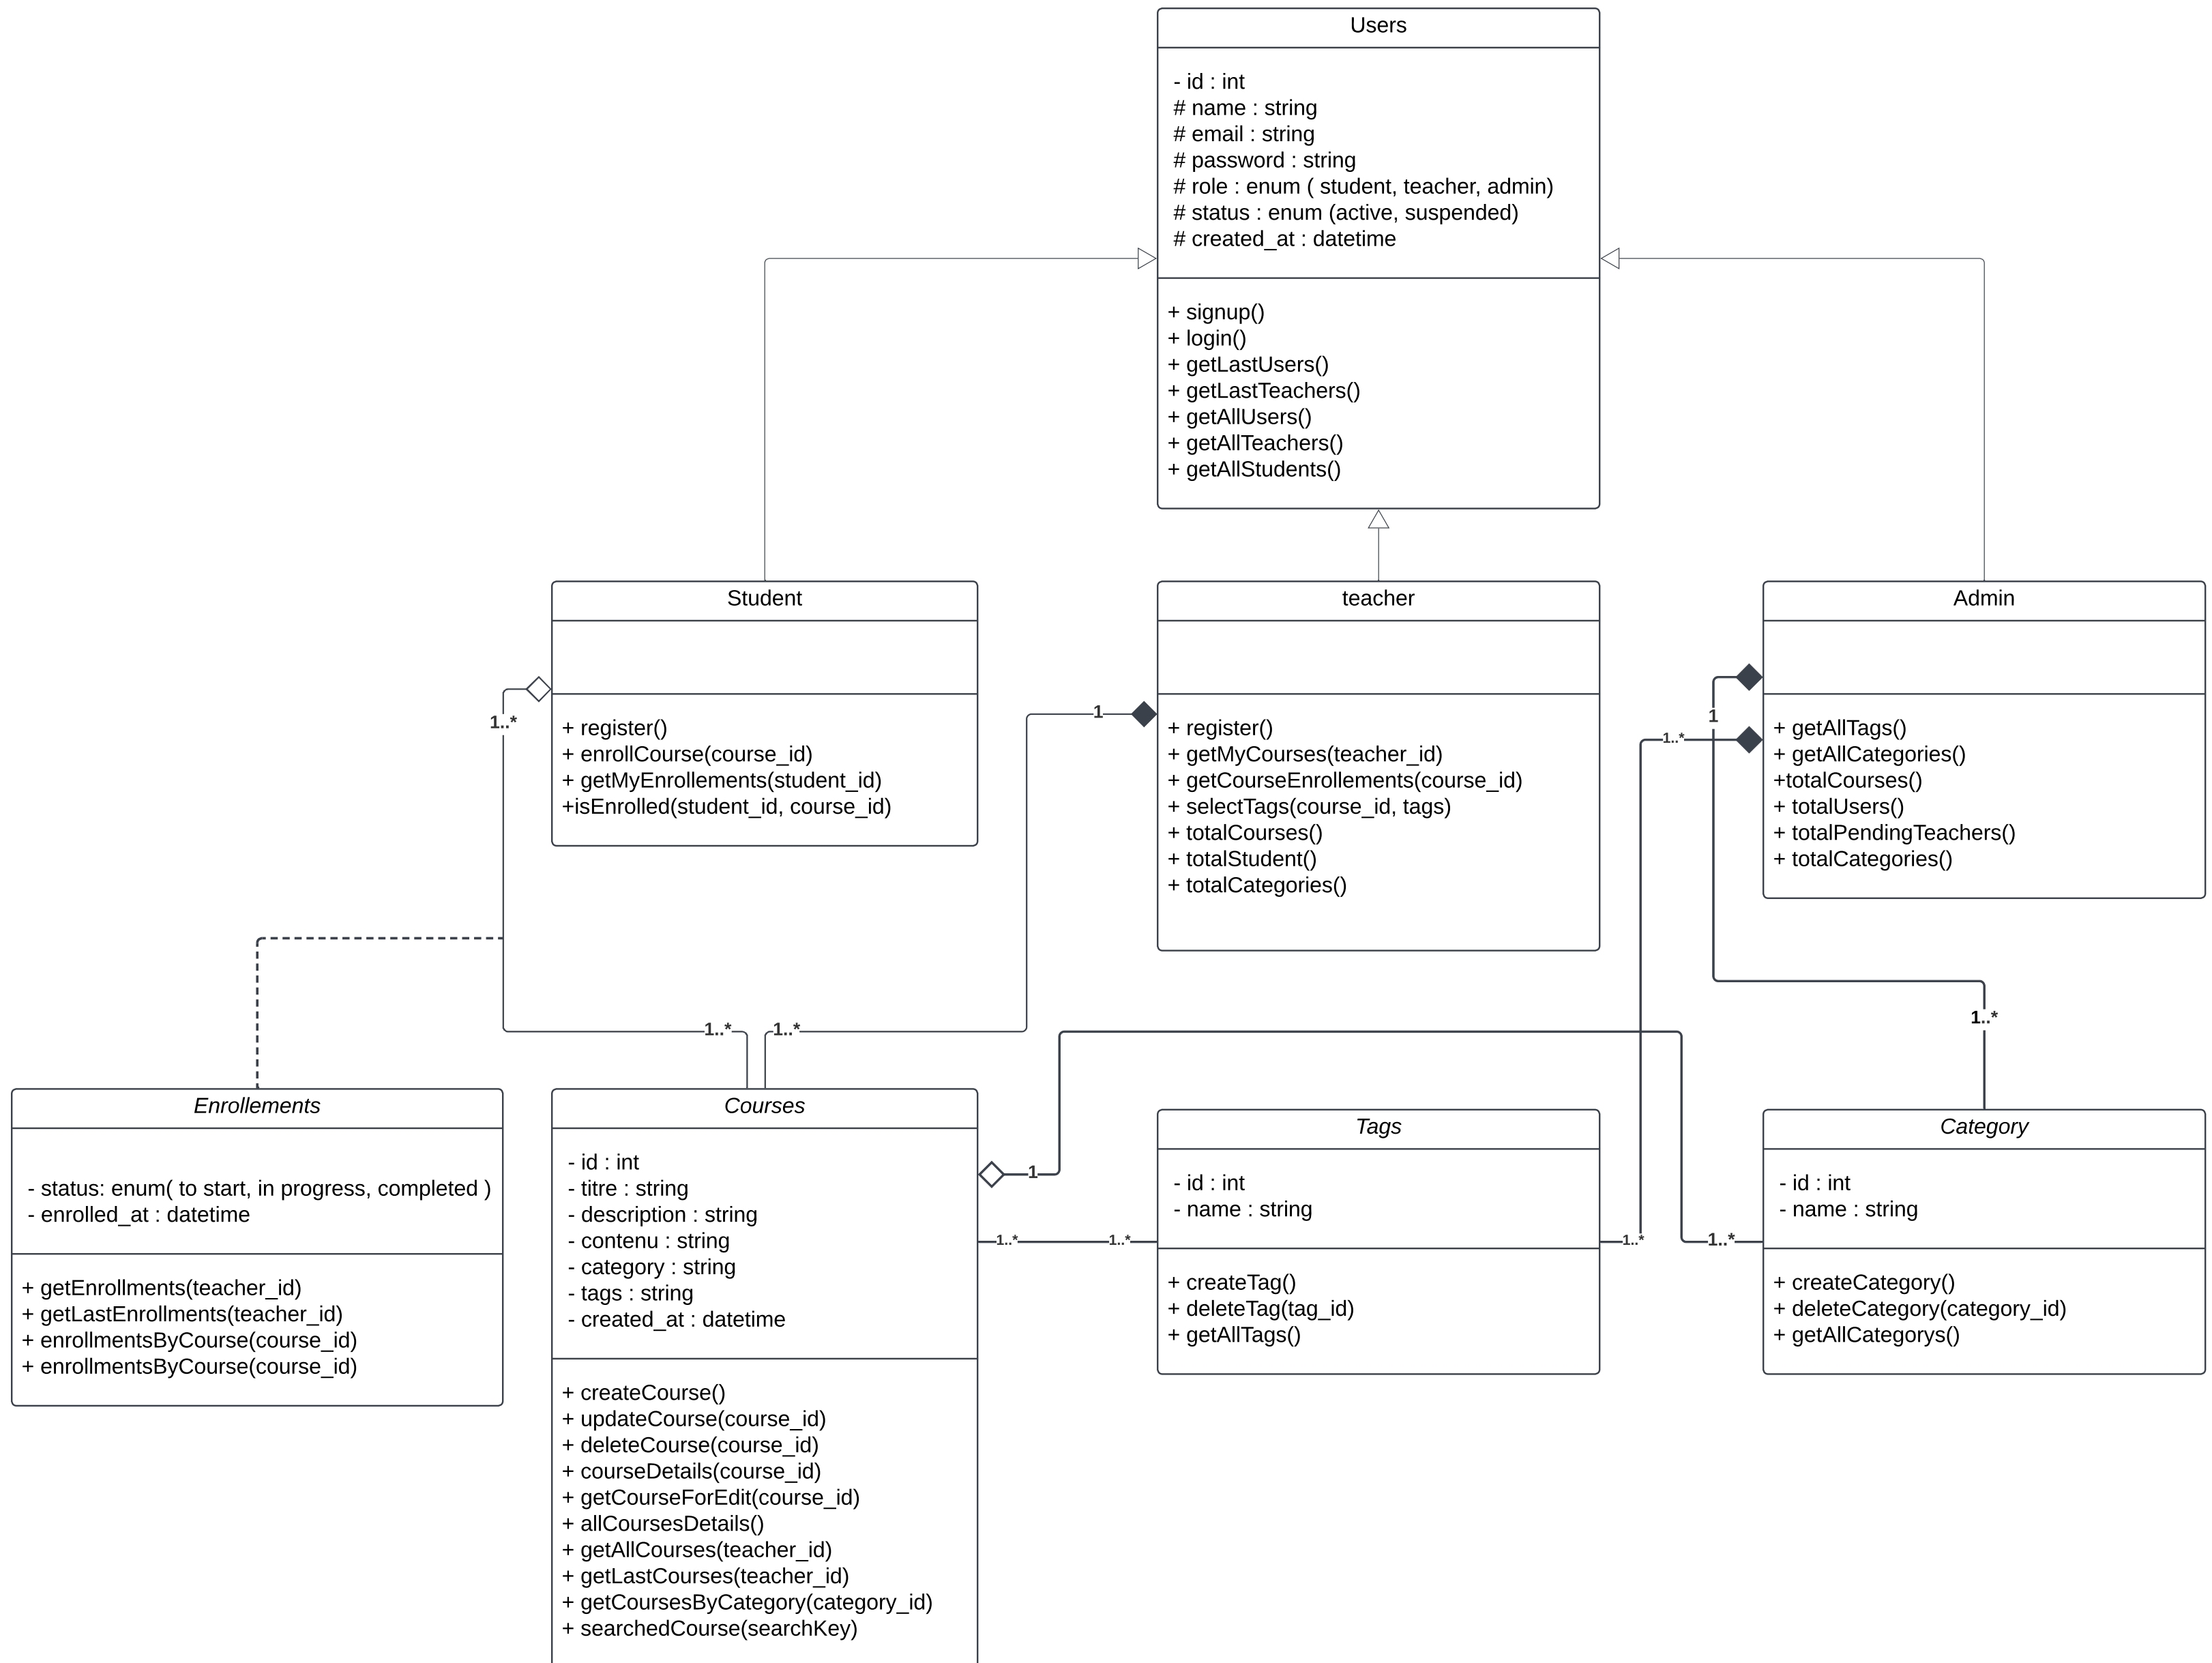 Users
- id : int
# name : string
# email : string
# password : string
# role : enum ( student, teacher, admin)
# status : enum (active, suspended)
# created_at : datetime
+ signup()
+ login()
+ getLastUsers()
+ getLastTeachers()
+ getAllUsers()
+ getAllTeachers()
+ getAllStudents()
Student
+ register()
+ enrollCourse(course_id)
+ getMyEnrollements(student_id)
+isEnrolled(student_id, course_id)
teacher
+ register()
+ getMyCourses(teacher_id)
+ getCourseEnrollements(course_id)
+ selectTags(course_id, tags)
+ totalCourses()
+ totalStudent()
+ totalCategories()
Admin
+ getAllTags()
+ getAllCategories()
+totalCourses()
+ totalUsers()
+ totalPendingTeachers()
+ totalCategories()
1..*
1
1
1..*
1..*
1..*
1..*
Enrollements
- status: enum( to start, in progress, completed )
- enrolled_at : datetime
+ getEnrollments(teacher_id)
+ getLastEnrollments(teacher_id)
+ enrollmentsByCourse(course_id)
+ enrollmentsByCourse(course_id)
Courses
- id : int
- titre : string
- description : string
- contenu : string
- category : string
- tags : string
- created_at : datetime
+ createCourse()
+ updateCourse(course_id)
+ deleteCourse(course_id)
+ courseDetails(course_id)
+ getCourseForEdit(course_id)
+ allCoursesDetails()
+ getAllCourses(teacher_id)
+ getLastCourses(teacher_id)
+ getCoursesByCategory(category_id)
+ searchedCourse(searchKey)
1
1..*
1..*
Tags
- id : int
- name : string
+ createTag()
+ deleteTag(tag_id)
+ getAllTags()
1..*
1..*
Category
- id : int
- name : string
+ createCategory()
+ deleteCategory(category_id)
+ getAllCategorys()